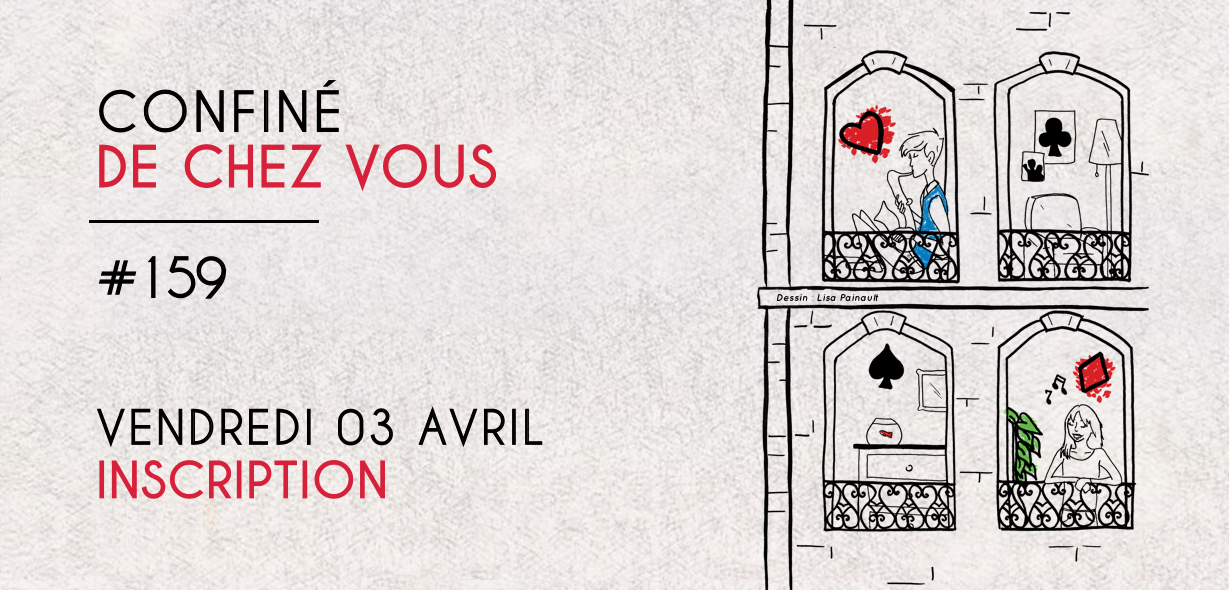 CONFINÉ
DE CHEZ VOUS
#159
VENDREDI 03 AVRIL
INSCRIPTION
Dessin : Lisa Painault